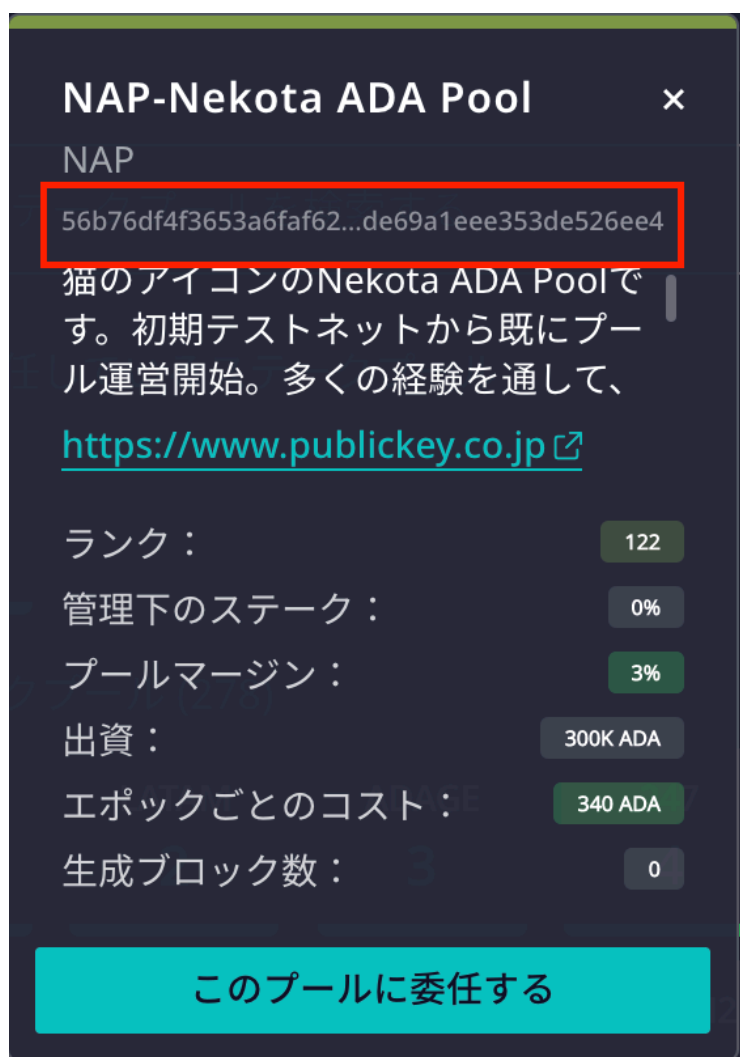 NAP-Nekota ADA Pool ×
NAP
56b76df4f3653a6faf62...de69a1eee353de526ee4
猫のアイコンのNekota ADA Poolで
す。初期テストネットから既にプー
ル運営開始。多くの経験を通して、
https://www.publickey.co.jp
ランク： 122
管理下のステーク： 0%
プールマージン： 3%
出資： 300K ADA
エポックごとのコスト： 340 ADA
生成ブロック数： 0
このプールに委任する